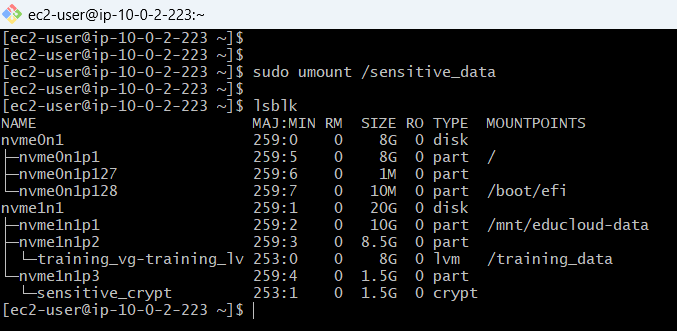 ec2-user@ip-10-0-2-223:~
[ec2-user@ip-10-0-2-223 ~]$
[ec2-user@ip-10-0-2-223 ~]$
[ec2-user@ip-10-0-2-223 ~]$ sudo umount /sensitive_data
[ec2-user@ip-10-0-2-223 ~]$
[ec2-user@ip-10-0-2-223 ~]$ lsblk
NAME                          MAJ:MIN RM  SIZE RO TYPE  MOUNTPOINTS
nvme0n1                       259:0    0    8G  0 disk
├─nvme0n1p1                   259:5    0    8G  0 part  /
├─nvme0n1p127                 259:6    0    1M  0 part
└─nvme0n1p128                 259:7    0   10M  0 part  /boot/efi
nvme1n1                       259:1    0   20G  0 disk
├─nvme1n1p1                   259:2    0   10G  0 part  /mnt/educloud-data
├─nvme1n1p2                   259:3    0  8.5G  0 part
│ └─training_vg-training_lv 253:0    0    8G  0 lvm   /training_data
└─nvme1n1p3                   259:4    0  1.5G  0 part
  └─sensitive_crypt           253:1    0  1.5G  0 crypt
[ec2-user@ip-10-0-2-223 ~]$